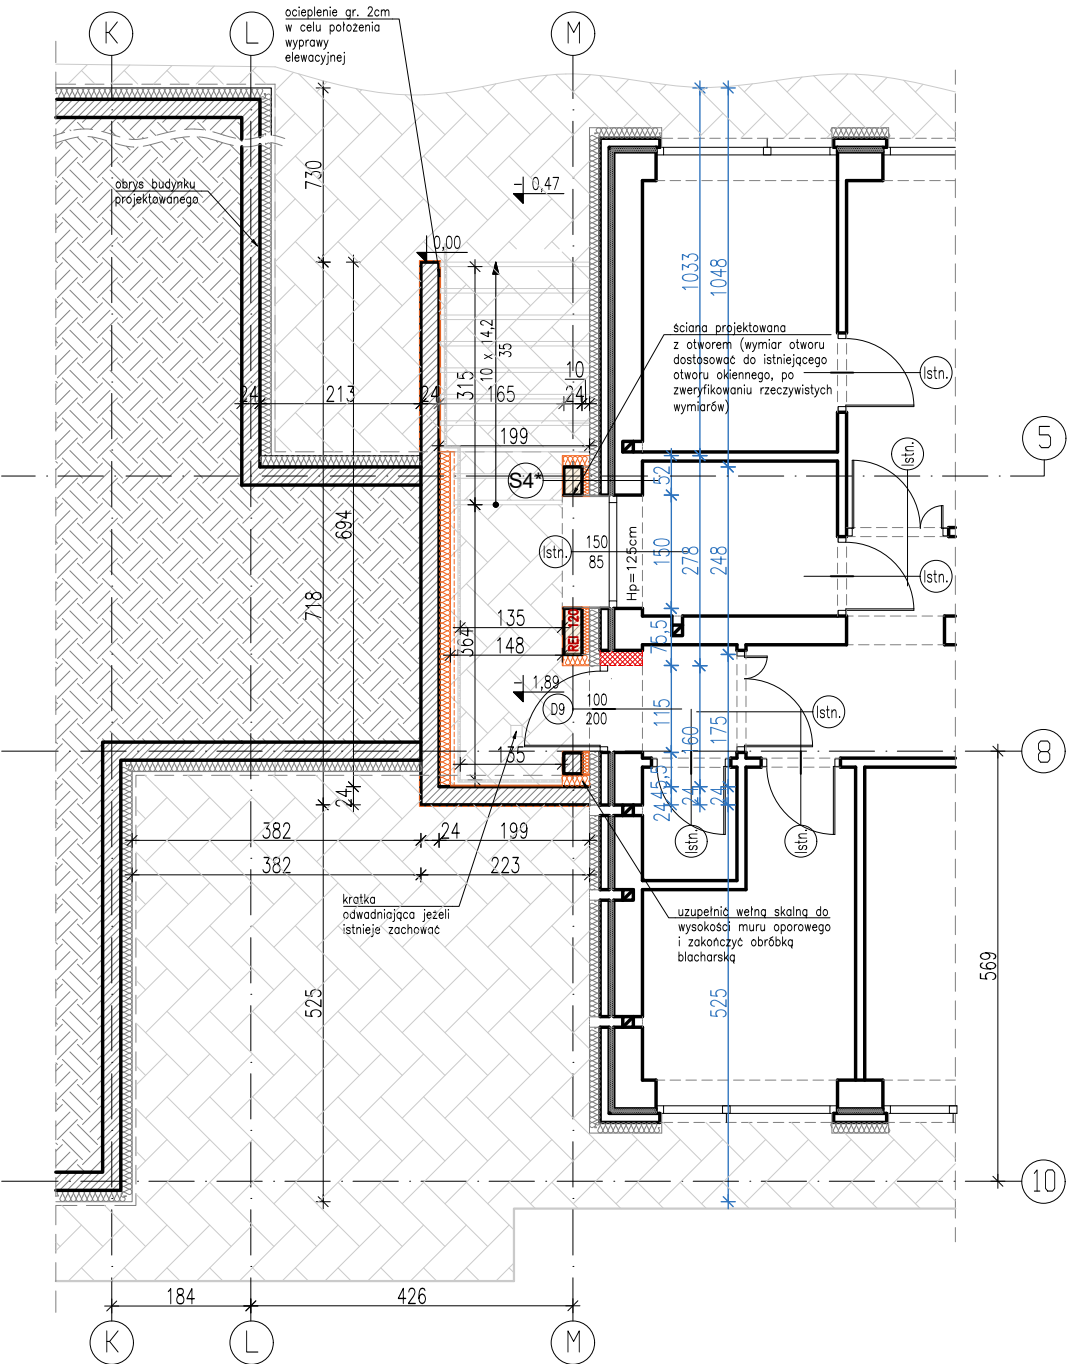 ocieplenie gr. 2cm
w celu położenia
wyprawy
elewacyjnej
K
L
M
obrys budynku
projektowanego
730
- 0,47
0,00
1033
1048
10 x 14,2
35
315
ściana projektowana
z otworem (wymiar otworu
dostosować do istniejącego
otworu okiennego, po
zweryfikowaniu rzeczywistych
wymiarów)
Istn.
24
213
24
165
10
24
199
5
Istn.
S4*
52
694
718
Istn.
150
85
Hp=125cm
150
278
248
Istn.
135
148
364
REI 120
75,5
- 1,89
D9
100
200
115
160
175
Istn.
8
135
24
24
45,5
24
24
Istn.
Istn.
382
24
199
382
223
kratka
odwadniająca jeżeli
istnieje zachować
uzupełnić wełną skalną do
wysokości muru oporowego
i zakończyć obróbką
blacharską
525
525
569
10
184
426
K
L
M